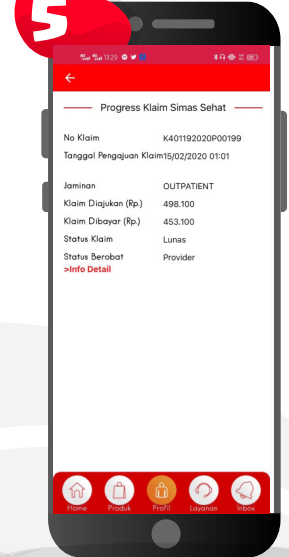 5
13:29
Progress Klaim Simas Sehat
No Klaim K401192020P00199
Tanggal Pengajuan Klaim 15/02/2020 01:01
Jaminan OUTPATIENT
Klaim Diajukan (Rp.) 498.100
Klaim Dibayar (Rp.) 453.100
Status Klaim Lunas
Status Berobat Provider
>Info Detail
Home Produk Profil Layanan Inbox